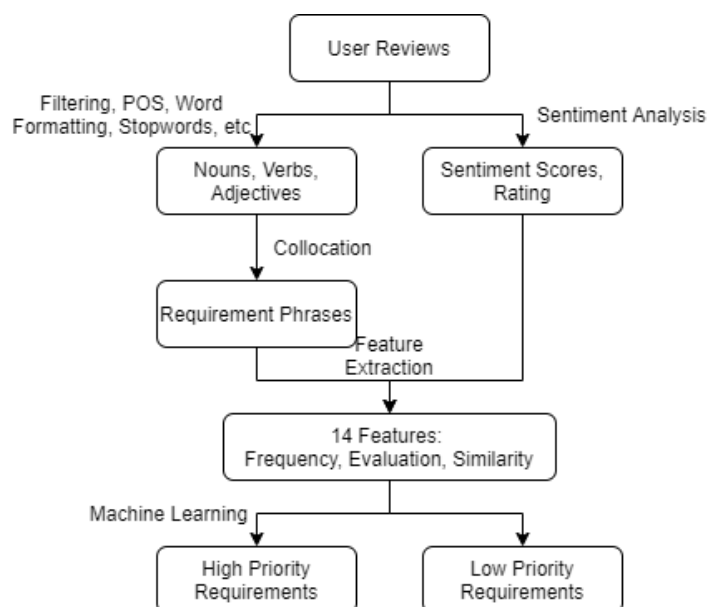 User Reviews
Filtering, POS, Word
Formatting, Stopwords, etc
Sentiment Analysis
Nouns, Verbs,
Adjectives
Sentiment Scores,
Rating
Collocation
Requirement Phrases
Feature
Extraction
14 Features:
Frequency, Evaluation, Similarity
Machine Learning
High Priority
Requirements
Low Priority
Requirements